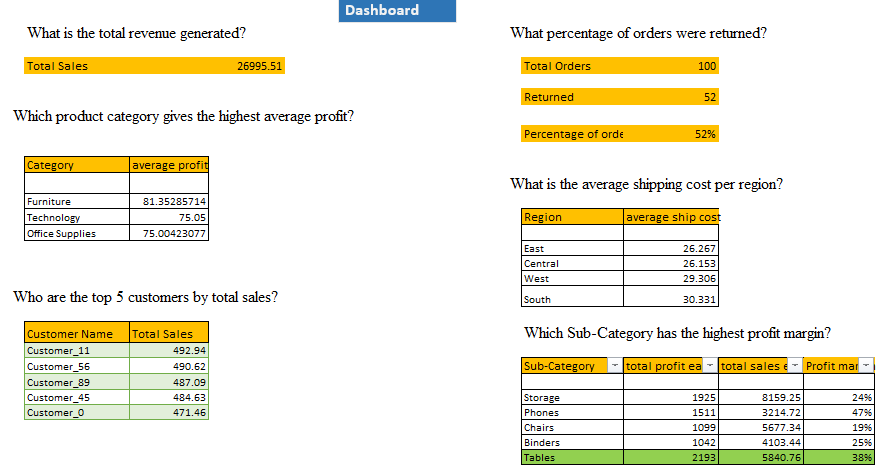 Dashboard
What is the total revenue generated?
Total Sales 26995.51
Which product category gives the highest average profit?
Category average profit
Furniture 81.35285714
Technology 75.05
Office Supplies 75.00423077
Who are the top 5 customers by total sales?
Customer Name Total Sales
Customer_11 492.94
Customer_56 490.62
Customer_89 487.09
Customer_45 484.63
Customer_0 471.46
What percentage of orders were returned?
Total Orders 100
Returned 52
Percentage of orde 52%
What is the average shipping cost per region?
Region average ship cost
East 26.267
Central 26.153
West 29.306
South 30.331
Which Sub-Category has the highest profit margin?
Sub-Category total profit ea total sales e Profit mar
Storage 1925 8159.25 24%
Phones 1511 3214.72 47%
Chairs 1099 5677.34 19%
Binders 1042 4103.44 25%
Tables 2193 5840.76 38%